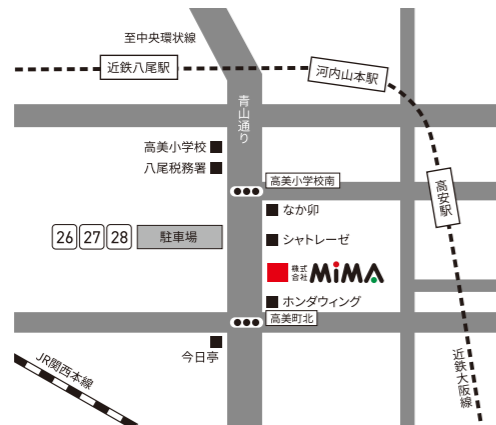 至中央環状線
近鉄八尾駅
河内山本駅
青山通り
高美小学校
八尾税務署
高美小学校南
高安駅
なか卯
26 27 28 駐車場
シャトレーゼ
株式
会社 MiMA
ホンダウィング
高美町北
今日亭
JR関西本線
近鉄大阪線